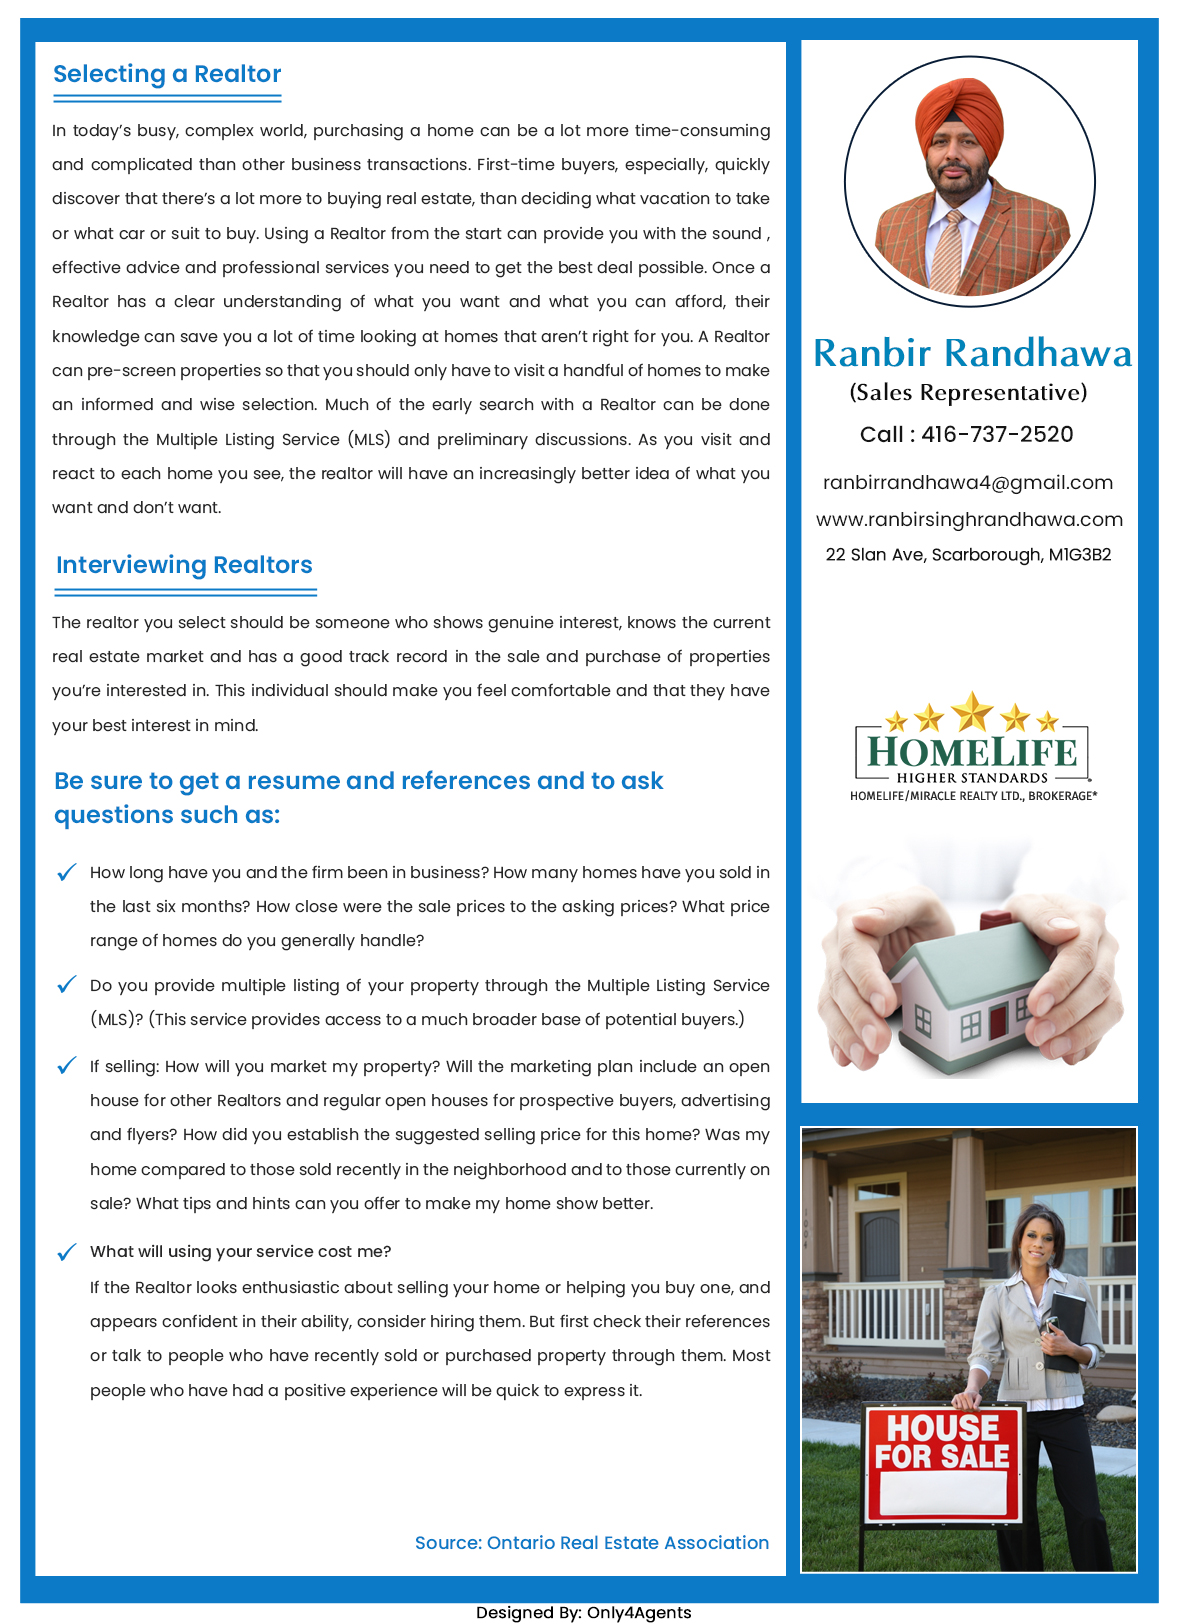 Selecting a Realtor
In today's busy, complex world, purchasing a home can be a lot more time-consuming
and complicated than other business transactions. First-time buyers, especially, quickly
discover that there's a lot more to buying real estate, than deciding what vacation to take
or what car or suit to buy. Using a Realtor from the start can provide you with the sound ,
effective advice and professional services you need to get the best deal possible. Once a
Realtor has a clear understanding of what you want and what you can afford, their
knowledge can save you a lot of time looking at homes that aren't right for you. A Realtor
can pre-screen properties so that you should only have to visit a handful of homes to make
an informed and wise selection. Much of the early search with a Realtor can be done
through the Multiple Listing Service (MLS) and preliminary discussions. As you visit and
react to each home you see, the realtor will have an increasingly better idea of what you
want and don't want.
Interviewing Realtors
The realtor you select should be someone who shows genuine interest, knows the current
real estate market and has a good track record in the sale and purchase of properties
you're interested in. This individual should make you feel comfortable and that they have
your best interest in mind.
Be sure to get a resume and references and to ask
questions such as:
How long have you and the firm been in business? How many homes have you sold in
the last six months? How close were the sale prices to the asking prices? What price
range of homes do you generally handle?
Do you provide multiple listing of your property through the Multiple Listing Service
(MLS)? (This service provides access to a much broader base of potential buyers.)
If selling: How will you market my property? Will the marketing plan include an open
house for other Realtors and regular open houses for prospective buyers, advertising
and flyers? How did you establish the suggested selling price for this home? Was my
home compared to those sold recently in the neighborhood and to those currently on
sale? What tips and hints can you offer to make my home show better.
What will using your service cost me?
If the Realtor looks enthusiastic about selling your home or helping you buy one, and
appears confident in their ability, consider hiring them. But first check their references
or talk to people who have recently sold or purchased property through them. Most
people who have had a positive experience will be quick to express it.
Source: Ontario Real Estate Association
Ranbir Randhawa
(Sales Representative)
Call : 416-737-2520
ranbirrandhawa4@gmail.com
www.ranbirsinghrandhawa.com
22 Slan Ave, Scarborough, M1G3B2
HOMELIFE
HIGHER STANDARDS
HOMELIFE/MIRACLE REALTY LTD., BROKERAGE*
1004
HOUSE
FOR SALE
Designed By: Only4Agents